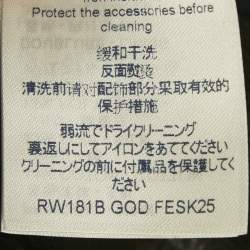 Protect the accessories before
cleaning
缓和干洗
反面熨烫
清洗前请对配饰部分采取有效的
保护措施
弱流でドライクリーニング
裏返しにしてアイロンをあててください
クリーニングの前に付属品を保護してく
ださい
RW181B GOD FESK25